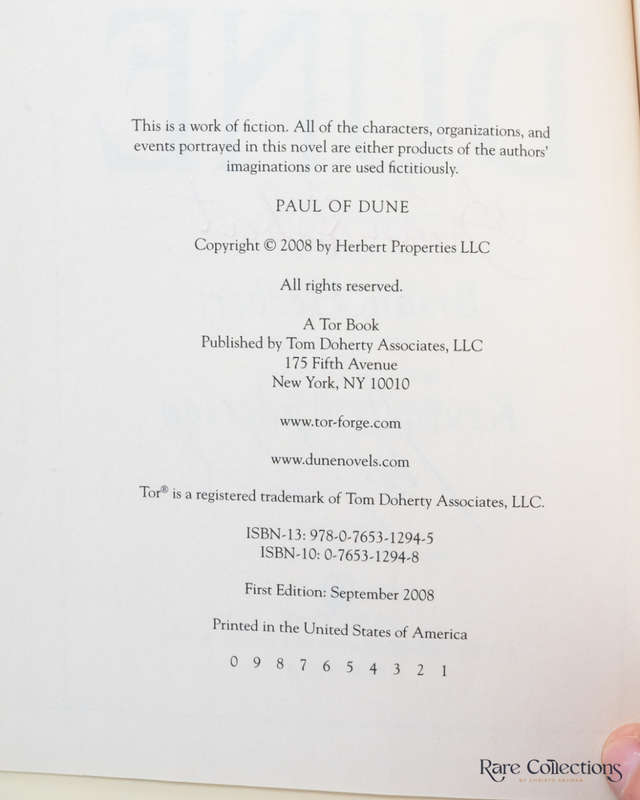 This is a work of fiction. All of the characters, organizations, and
events portrayed in this novel are either products of the authors'
imaginations or are used fictitiously.
PAUL OF DUNE
Copyright © 2008 by Herbert Properties LLC
All rights reserved.
A Tor Book
Published by Tom Doherty Associates, LLC
175 Fifth Avenue
New York, NY 10010
www.tor-forge.com
www.dunenovels.com
Tor® is a registered trademark of Tom Doherty Associates, LLC.
ISBN-13: 978-0-7653-1294-5
ISBN-10: 0-7653-1294-8
First Edition: September 2008
Printed in the United States of America
0 9 8 7 6 5 4 3 2 1
Rare Collections